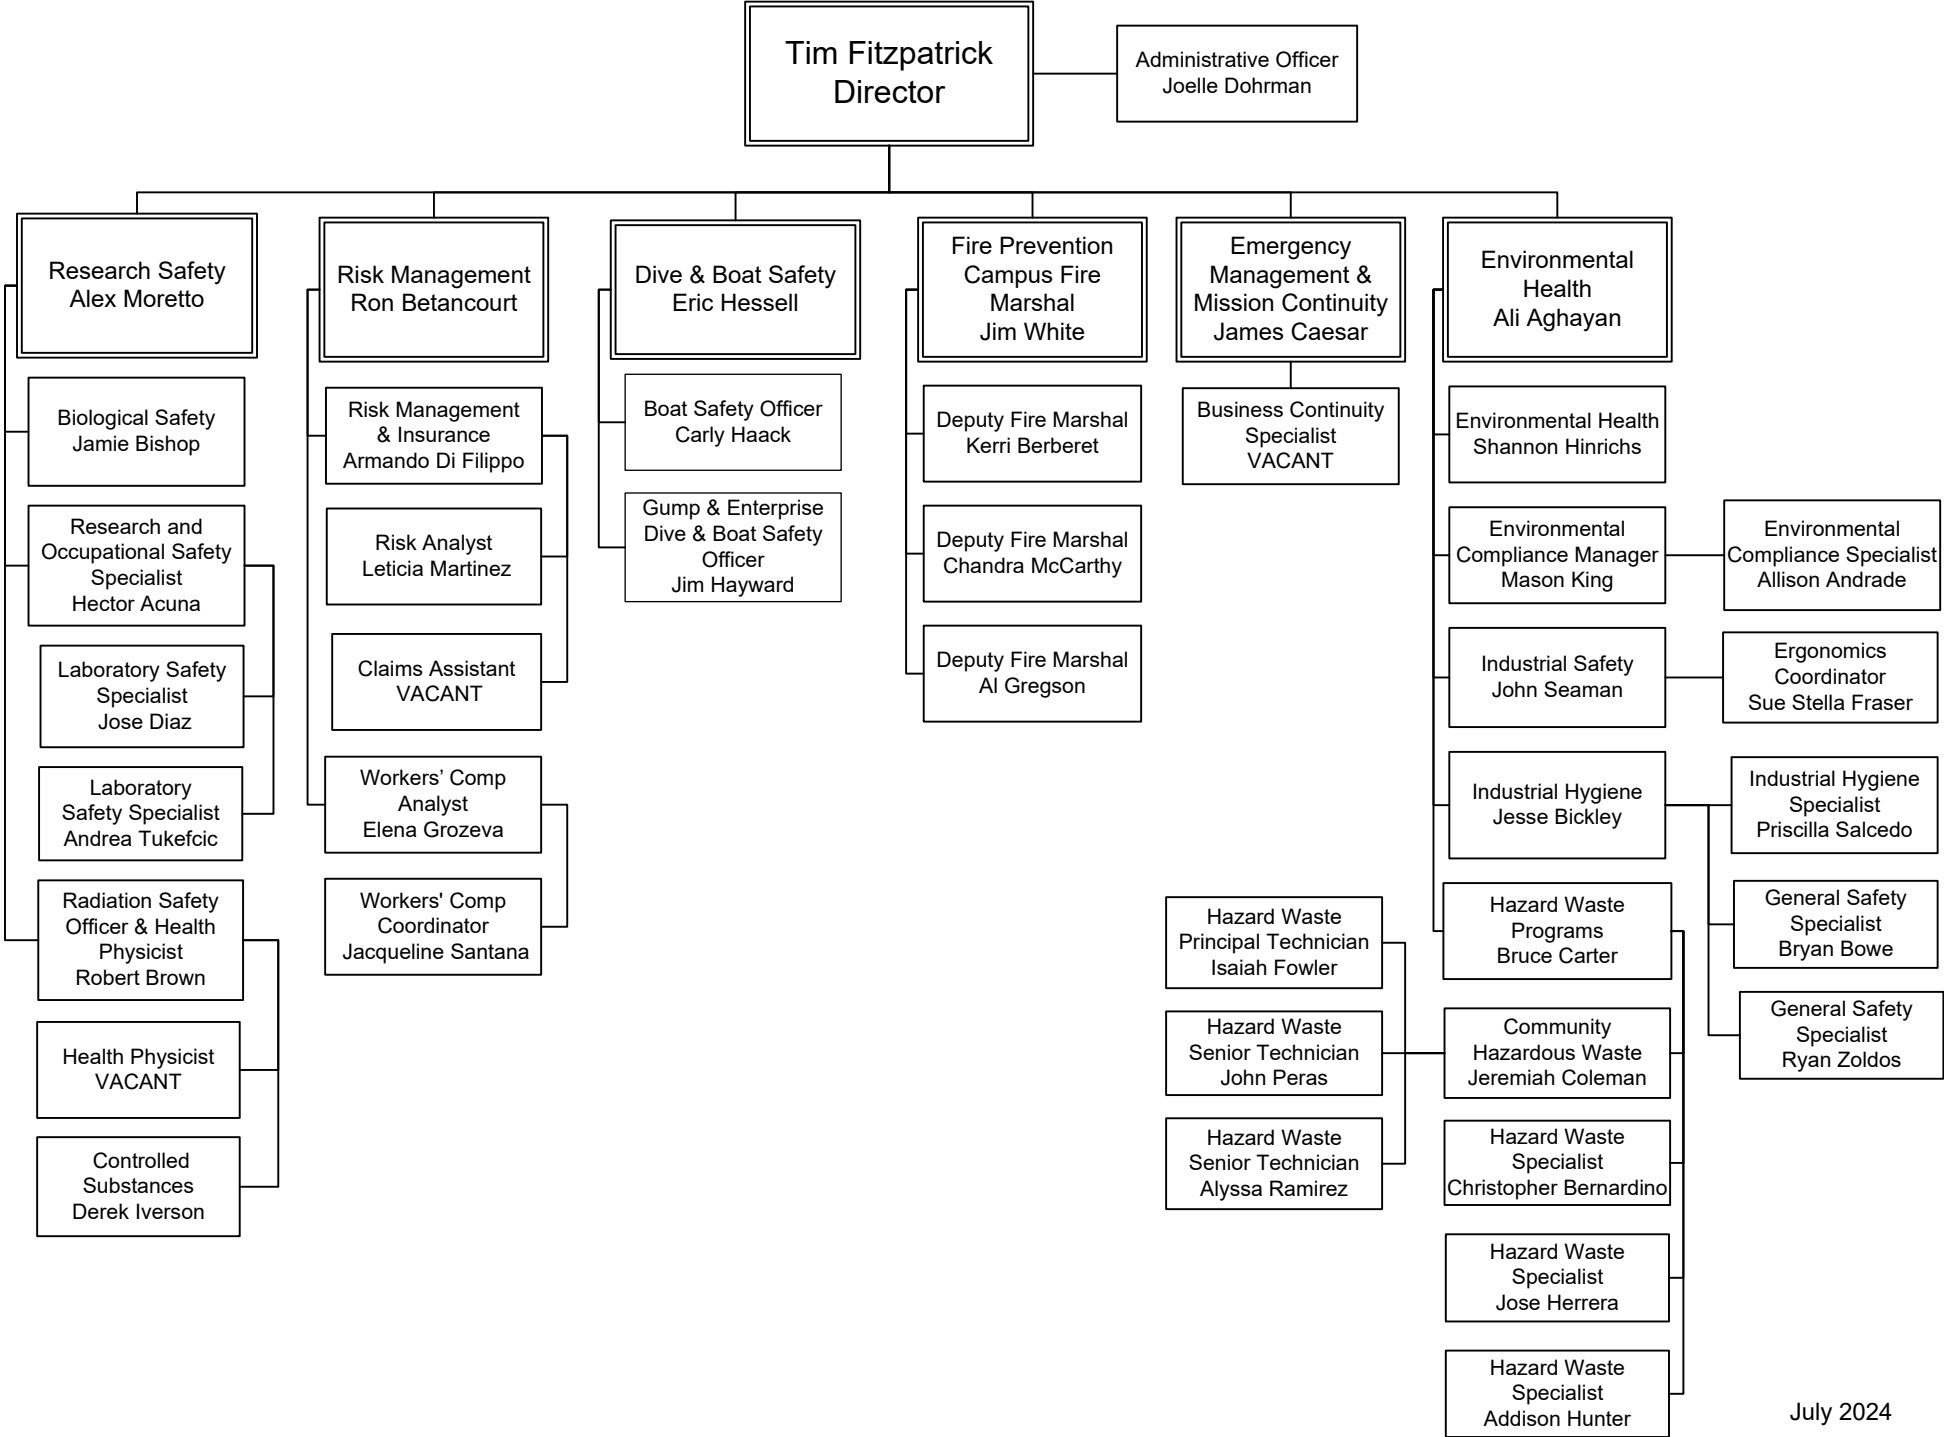 Tim Fitzpatrick
Director
Administrative Officer
Joelle Dohrman
Research Safety
Alex Moretto
Biological Safety
Jamie Bishop
Research and
Occupational Safety
Specialist
Hector Acuna
Laboratory Safety
Specialist
Jose Diaz
Laboratory
Safety Specialist
Andrea Tukefcic
Radiation Safety
Officer & Health
Physicist
Robert Brown
Health Physicist
VACANT
Controlled
Substances
Derek Iverson
Risk Management
Ron Betancourt
Risk Management
& Insurance
Armando Di Filippo
Risk Analyst
Leticia Martinez
Claims Assistant
VACANT
Workers’ Comp
Analyst
Elena Grozeva
Workers' Comp
Coordinator
Jacqueline Santana
Dive & Boat Safety
Eric Hessell
Boat Safety Officer
Carly Haack
Gump & Enterprise
Dive & Boat Safety
Officer
Jim Hayward
Fire Prevention
Campus Fire
Marshal
Jim White
Deputy Fire Marshal
Kerri Berberet
Deputy Fire Marshal
Chandra McCarthy
Deputy Fire Marshal
Al Gregson
Emergency
Management &
Mission Continuity
James Caesar
Business Continuity
Specialist
VACANT
Environmental
Health
Ali Aghayan
Environmental Health
Shannon Hinrichs
Environmental
Compliance Manager
Mason King
Environmental
Compliance Specialist
Allison Andrade
Industrial Safety
John Seaman
Ergonomics
Coordinator
Sue Stella Fraser
Industrial Hygiene
Jesse Bickley
Industrial Hygiene
Specialist
Priscilla Salcedo
General Safety
Specialist
Bryan Bowe
General Safety
Specialist
Ryan Zoldos
Hazard Waste
Programs
Bruce Carter
Community
Hazardous Waste
Jeremiah Coleman
Hazard Waste
Principal Technician
Isaiah Fowler
Hazard Waste
Senior Technician
John Peras
Hazard Waste
Senior Technician
Alyssa Ramirez
Hazard Waste
Specialist
Christopher Bernardino
Hazard Waste
Specialist
Jose Herrera
Hazard Waste
Specialist
Addison Hunter
July 2024